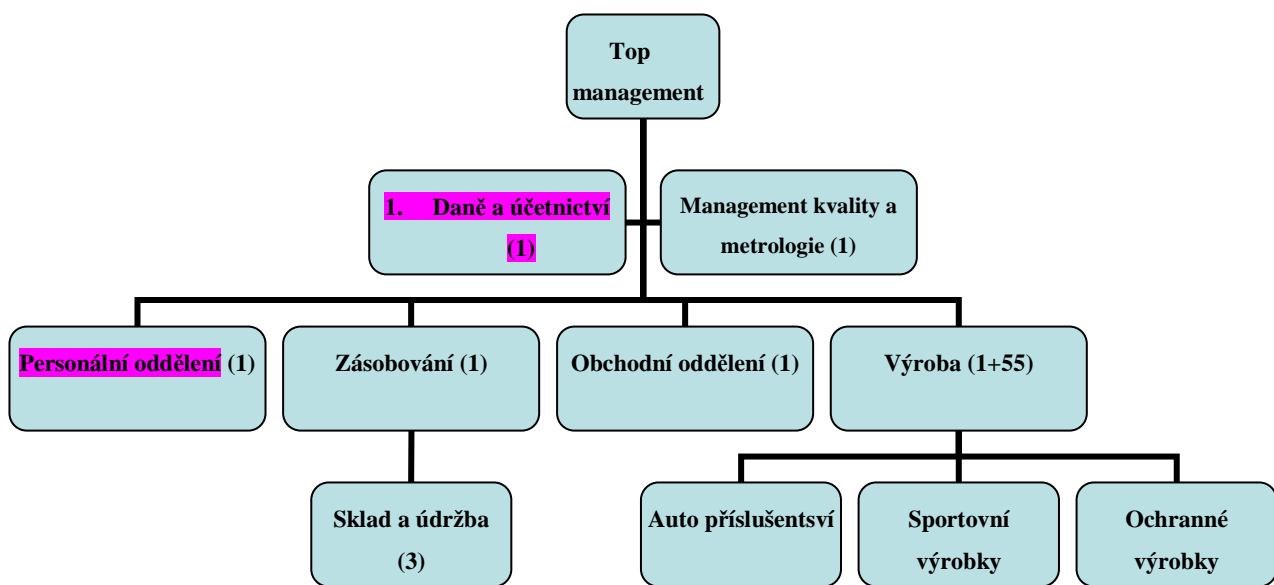 Top
management
1. Daně a účetnictví
(1)
Management kvality a
metrologie (1)
Personální oddělení (1)
Zásobování (1)
Obchodní oddělení (1)
Výroba (1+55)
Sklad a údržba
(3)
Auto příslušentsví
Sportovní
výrobky
Ochranné
výrobky